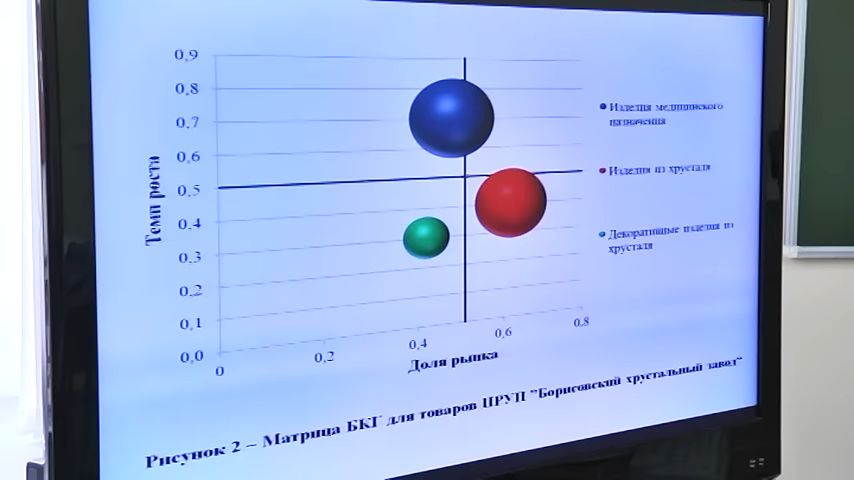 0,9
0,8
0,7
0,6
0,5
0,4
0,3
0,2
0,1
0,0
Темп роста
0
0,2
0,4
0,6
0,8
Доля рынка
Изделия медицинского
назначения
Изделия из хрусталя
Декоративные изделия из
хрусталя
Рисунок 2 – Матрица БКГ для товаров ПРУП "Борисовский хрустальный завод"